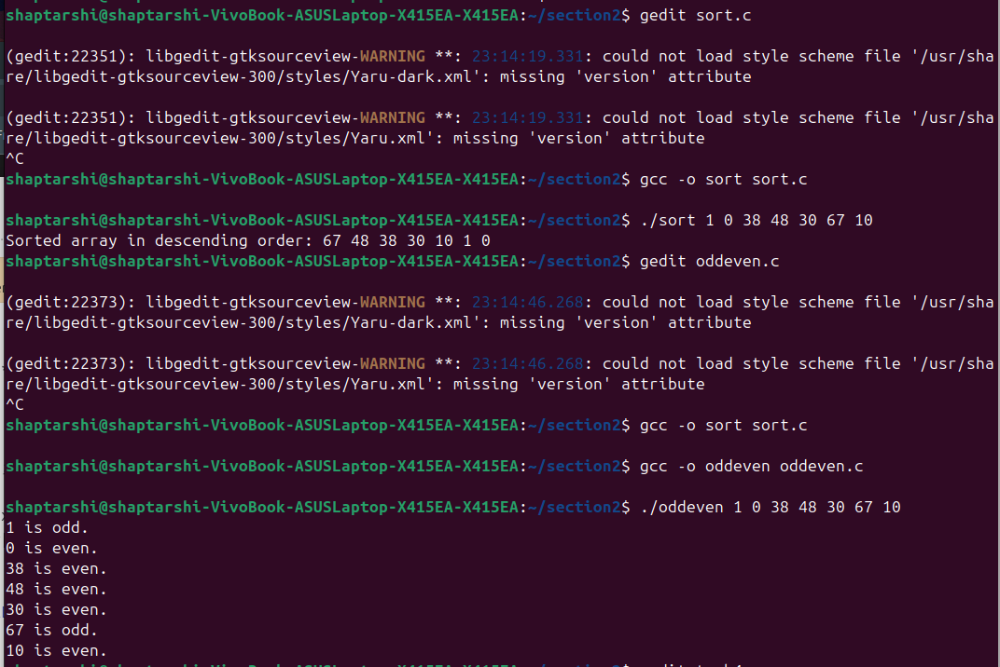 shaptarshi@shaptarshi-VivoBook-ASUSLaptop-X415EA-X415EA:~/section2$ gedit sort.c
(gedit:22351): libgedit-gtksourceview-WARNING **: 23:14:19.331: could not load style scheme file '/usr/sha
re/libgedit-gtksourceview-300/styles/Yaru-dark.xml': missing 'version' attribute
(gedit:22351): libgedit-gtksourceview-WARNING **: 23:14:19.331: could not load style scheme file '/usr/sha
re/libgedit-gtksourceview-300/styles/Yaru.xml': missing 'version' attribute
^C
shaptarshi@shaptarshi-VivoBook-ASUSLaptop-X415EA-X415EA:~/section2$ gcc -o sort sort.c
shaptarshi@shaptarshi-VivoBook-ASUSLaptop-X415EA-X415EA:~/section2$ ./sort 1 0 38 48 30 67 10
Sorted array in descending order: 67 48 38 30 10 1 0
shaptarshi@shaptarshi-VivoBook-ASUSLaptop-X415EA-X415EA:~/section2$ gedit oddeven.c
(gedit:22373): libgedit-gtksourceview-WARNING **: 23:14:46.268: could not load style scheme file '/usr/sha
re/libgedit-gtksourceview-300/styles/Yaru-dark.xml': missing 'version' attribute
(gedit:22373): libgedit-gtksourceview-WARNING **: 23:14:46.268: could not load style scheme file '/usr/sha
re/libgedit-gtksourceview-300/styles/Yaru.xml': missing 'version' attribute
^C
shaptarshi@shaptarshi-VivoBook-ASUSLaptop-X415EA-X415EA:~/section2$ gcc -o sort sort.c
shaptarshi@shaptarshi-VivoBook-ASUSLaptop-X415EA-X415EA:~/section2$ gcc -o oddeven oddeven.c
shaptarshi@shaptarshi-VivoBook-ASUSLaptop-X415EA-X415EA:~/section2$ ./oddeven 1 0 38 48 30 67 10
1 is odd.
0 is even.
38 is even.
48 is even.
30 is even.
67 is odd.
10 is even.